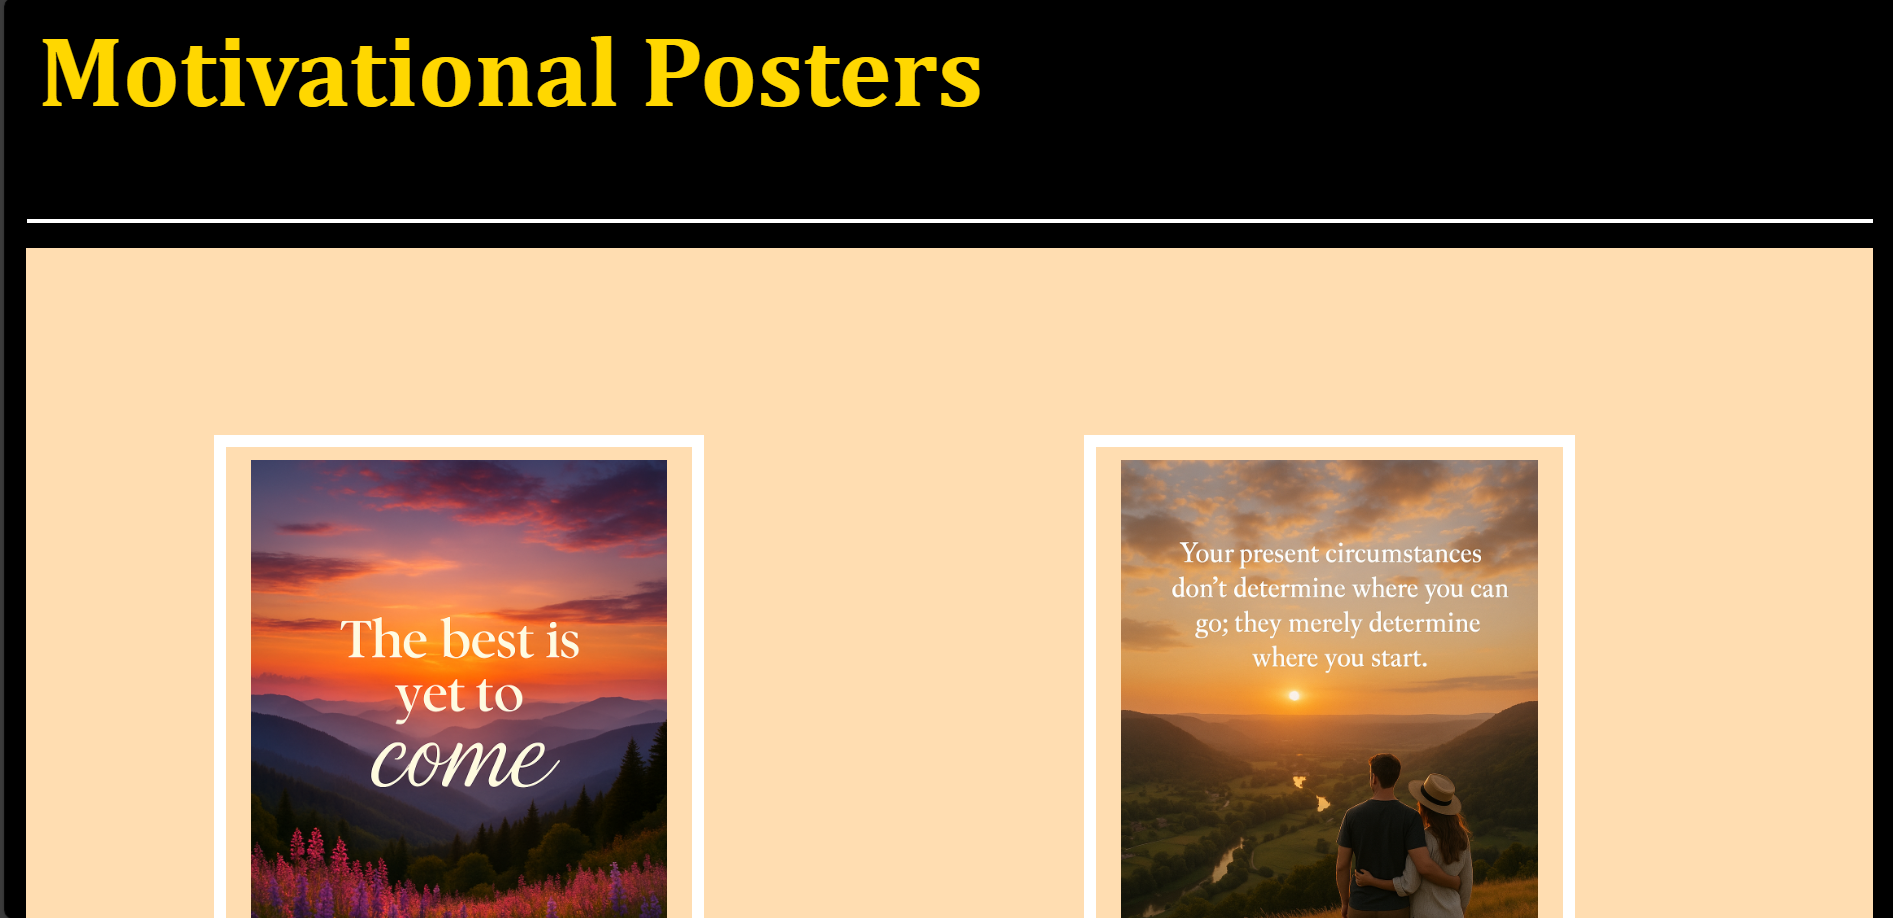 Motivational Posters
The best is
yet to
come
Your present circumstances
don’t determine where you can
go; they merely determine
where you start.